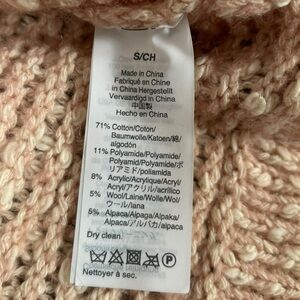 S/CH
Made in China
Fabriqué en Chine
in China Hergestellt
Vervaardigd in China
中国製
Hecho en China
71% Cotton/Coton/
Baumwolle/Katoen/綿/
algodón
11% Polyamide/Polyamide/
Polyamid/Polyamide/ポ
リアミド/poliamida
8% Acrylic/Acrylique/Acryl/
Acryl/アクリル/acrílico
5% Wool/Laine/Wolle/Wol/
ウール/lana
5% Alpaca/Alpaga/Alpaka/
Alpaca/アルパカ/alpaca
Dry clean.
P
Nettoyer à sec.